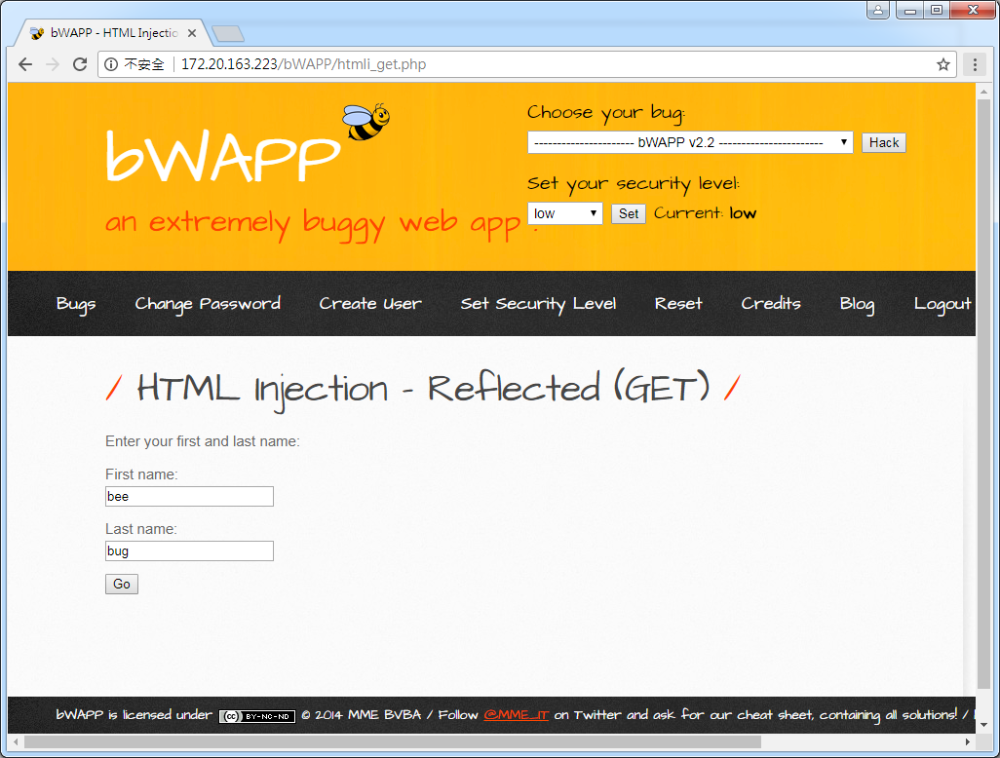 bWAPP - HTML Injectio
不安全 172.20.163.223/bWAPP/htmli_get.php
bWAPP
an extremely buggy web app .
Choose your bug:
---------------------- bWAPP v2.2 ----------------------- Hack
Set your security level:
low Set Current: low
Bugs Change Password Create User Set Security Level Reset Credits Blog Logout
/ HTML Injection - Reflected (GET) /
Enter your first and last name:
First name:
bee
Last name:
bug
Go
bWAPP is licensed under (cc) BY-NC-ND © 2014 MME BVBA / Follow @MME_IT on Twitter and ask for our cheat sheet, containing all solutions! /